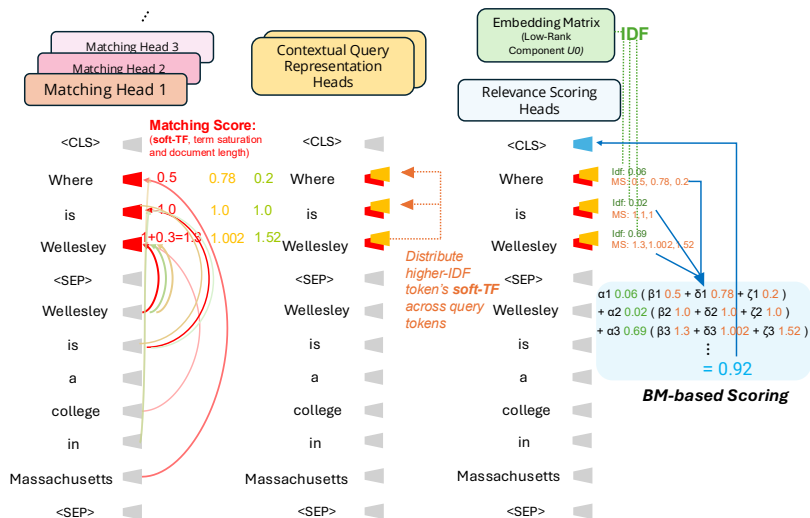 Matching Head 3
Matching Head 2
Matching Head 1
Matching Score:
(soft-TF, term saturation
and document length)
<CLS>
Where
0.5 0.78 0.2
is
1.0 1.0 1.0
Wellesley
1+0.3=1.3 1.002 1.52
<SEP>
Wellesley
is
a
college
in
Massachusetts
<SEP>
Contextual Query
Representation
Heads
<CLS>
Where
is
Wellesley
<SEP>
Wellesley
is
a
college
in
Massachusetts
<SEP>
Distribute
higher-IDF
token's soft-TF
across query
tokens
Embedding Matrix
(Low-Rank
Component U0)
IDF
Relevance Scoring
Heads
<CLS>
Where
Idf: 0.06
MS: 0.5, 0.78, 0.2
is
Idf: 0.02
MS: 1,1,1
Wellesley
Idf: 0.69
MS: 1.3,1.002,1.52
<SEP>
Wellesley
is
a
college
in
Massachusetts
<SEP>
α1 0.06 ( β1 0.5 + δ1 0.78 + ζ1 0.2 )
+ α2 0.02 ( β2 1.0 + δ2 1.0 + ζ2 1.0 )
+ α3 0.69 ( β3 1.3 + δ3 1.002 + ζ3 1.52 )
= 0.92
BM-based Scoring